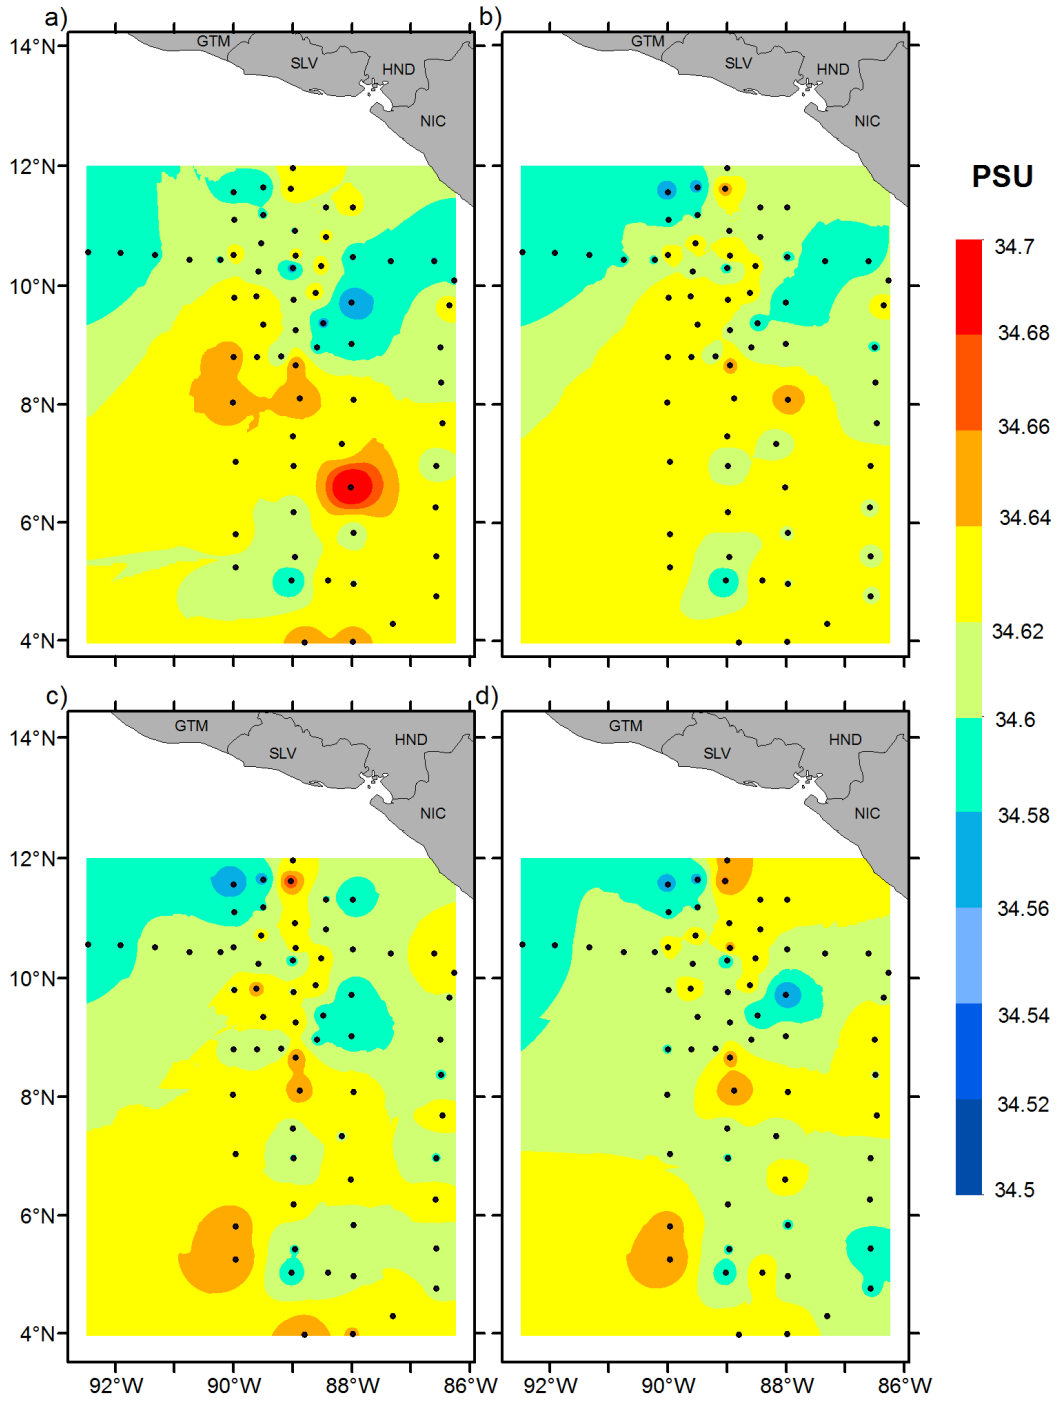 a)
b)
14°N
12°N
10°N
8°N
6°N
4°N
GTM
SLV
HND
NIC
GTM
SLV
HND
NIC
PSU
34.7
34.68
34.66
34.64
34.62
34.6
34.58
34.56
34.54
34.52
34.5
c)
d)
14°N
12°N
10°N
8°N
6°N
4°N
GTM
SLV
HND
NIC
GTM
SLV
HND
NIC
92°W
90°W
88°W
86°W
92°W
90°W
88°W
86°W